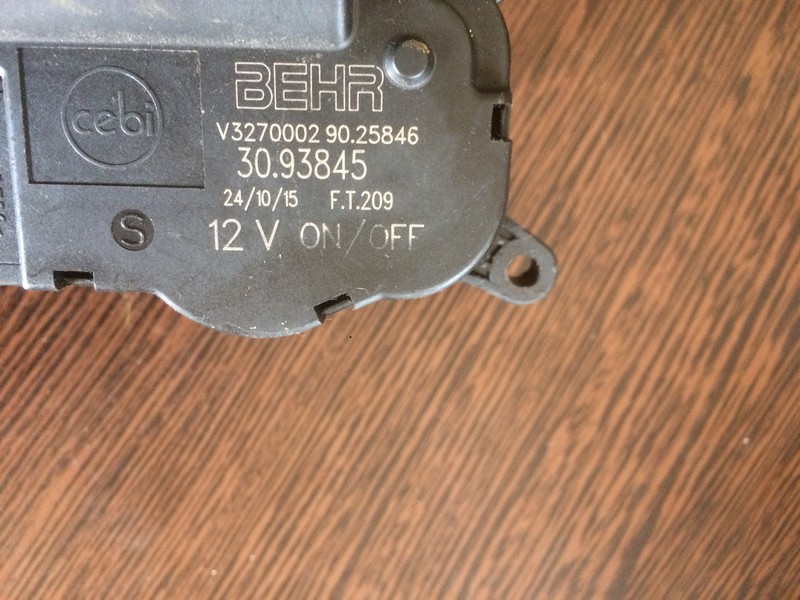 cebi
BEHR
V3270002 90.25846
30.93845
24/10/15 F.T.209
S
12 V ON/OFF